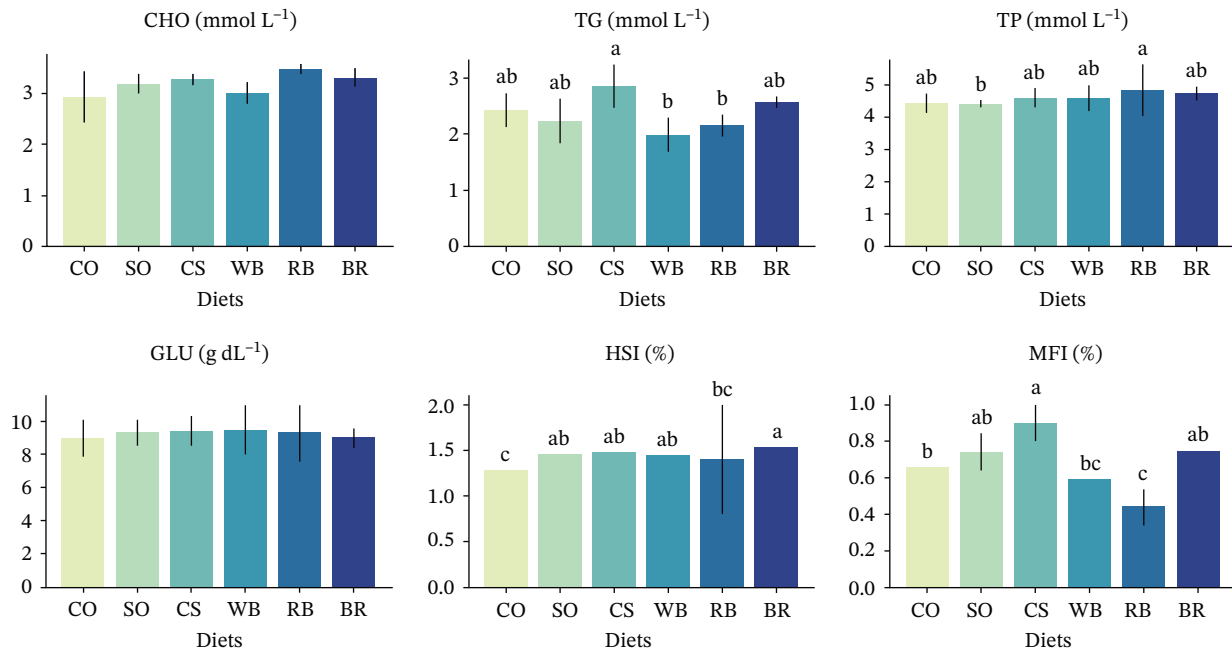 CHO (mmol L⁻¹)
3
2
1
0
CO SO CS WB RB BR
Diets
TG (mmol L⁻¹)
3
2
1
0
ab ab a b b ab
CO SO CS WB RB BR
Diets
TP (mmol L⁻¹)
5
4
3
2
1
0
ab b ab ab a ab
CO SO CS WB RB BR
Diets
GLU (g dL⁻¹)
10
8
6
4
2
0
CO SO CS WB RB BR
Diets
HSI (%)
2.0
1.5
1.0
0.5
0.0
c ab ab ab bc a
CO SO CS WB RB BR
Diets
MFI (%)
1.0
0.8
0.6
0.4
0.2
0.0
b ab a bc c ab
CO SO CS WB RB BR
Diets